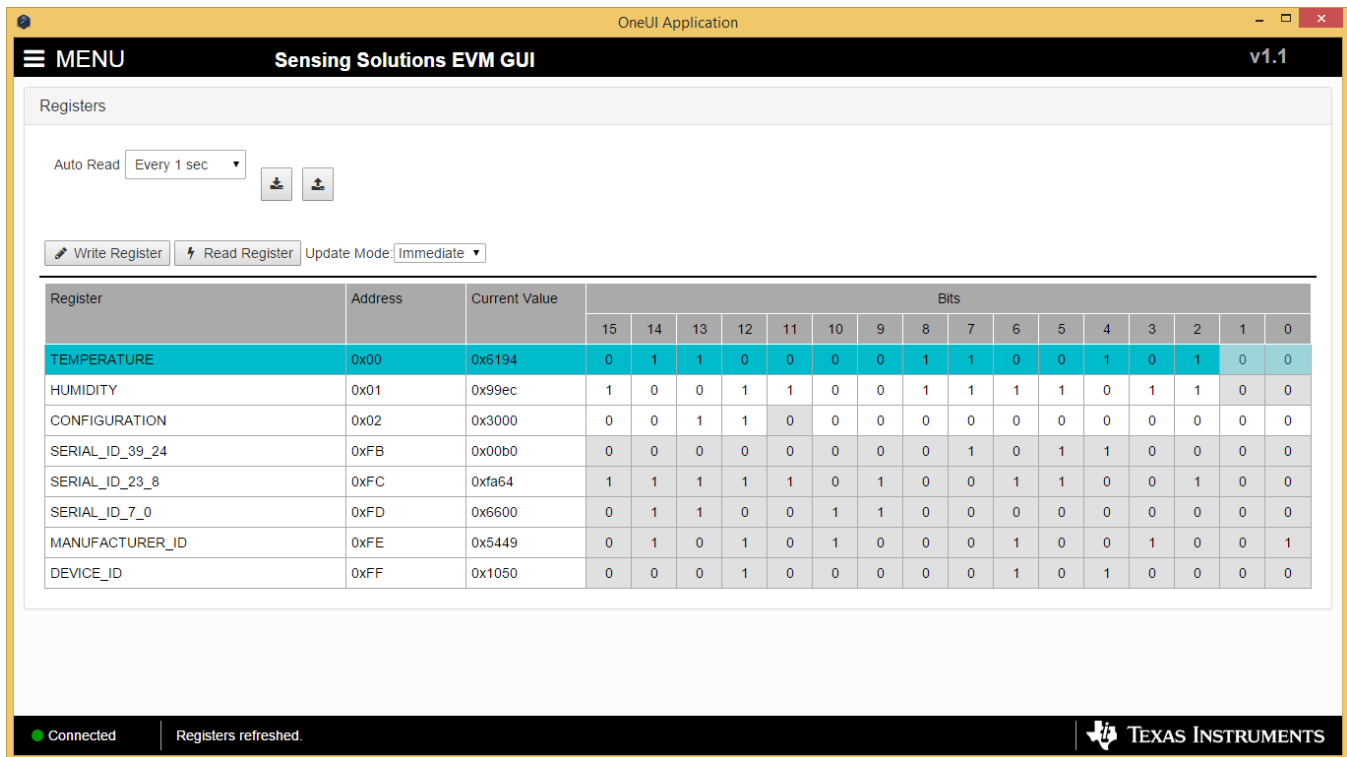 OneUI Application
MENU Sensing Solutions EVM GUI v1.1
Registers
Auto Read Every 1 sec
Write Register Read Register Update Mode: Immediate
Register Address Current Value Bits
15 14 13 12 11 10 9 8 7 6 5 4 3 2 1 0
TEMPERATURE 0x00 0x6194 0 1 1 0 0 0 0 1 1 0 0 1 0 1 0 0
HUMIDITY 0x01 0x99ec 1 0 0 1 1 0 0 1 1 1 1 0 1 1 0 0
CONFIGURATION 0x02 0x3000 0 0 1 1 0 0 0 0 0 0 0 0 0 0 0 0
SERIAL_ID_39_24 0xFB 0x00b0 0 0 0 0 0 0 0 0 1 0 1 1 0 0 0 0
SERIAL_ID_23_8 0xFC 0xfa64 1 1 1 1 1 0 1 0 0 1 1 0 0 1 0 0
SERIAL_ID_7_0 0xFD 0x6600 0 1 1 0 0 1 1 0 0 0 0 0 0 0 0 0
MANUFACTURER_ID 0xFE 0x5449 0 1 0 1 0 1 0 0 0 1 0 0 1 0 0 1
DEVICE_ID 0xFF 0x1050 0 0 0 1 0 0 0 0 0 1 0 1 0 0 0 0
Connected Registers refreshed. TEXAS INSTRUMENTS